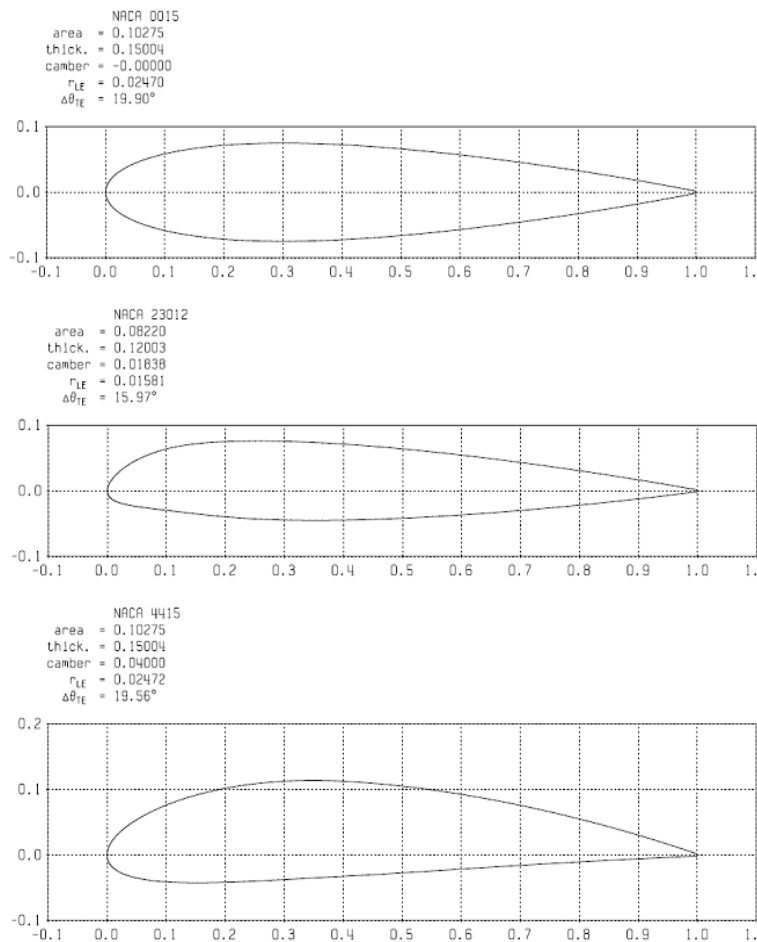 NACA 0015
area = 0.10275
thick. = 0.15004
camber = -0.00000
rLE = 0.02470
ΔθTE = 19.90°
0.1
0.0
-0.1
-0.1 0.0 0.1 0.2 0.3 0.4 0.5 0.6 0.7 0.8 0.9 1.0 1.
NACA 23012
area = 0.08220
thick. = 0.12003
camber = 0.01838
rLE = 0.01581
ΔθTE = 15.97°
0.1
0.0
-0.1
-0.1 0.0 0.1 0.2 0.3 0.4 0.5 0.6 0.7 0.8 0.9 1.0 1.
NACA 4415
area = 0.10275
thick. = 0.15004
camber = 0.04000
rLE = 0.02472
ΔθTE = 19.56°
0.2
0.1
0.0
-0.1
-0.1 0.0 0.1 0.2 0.3 0.4 0.5 0.6 0.7 0.8 0.9 1.0 1.